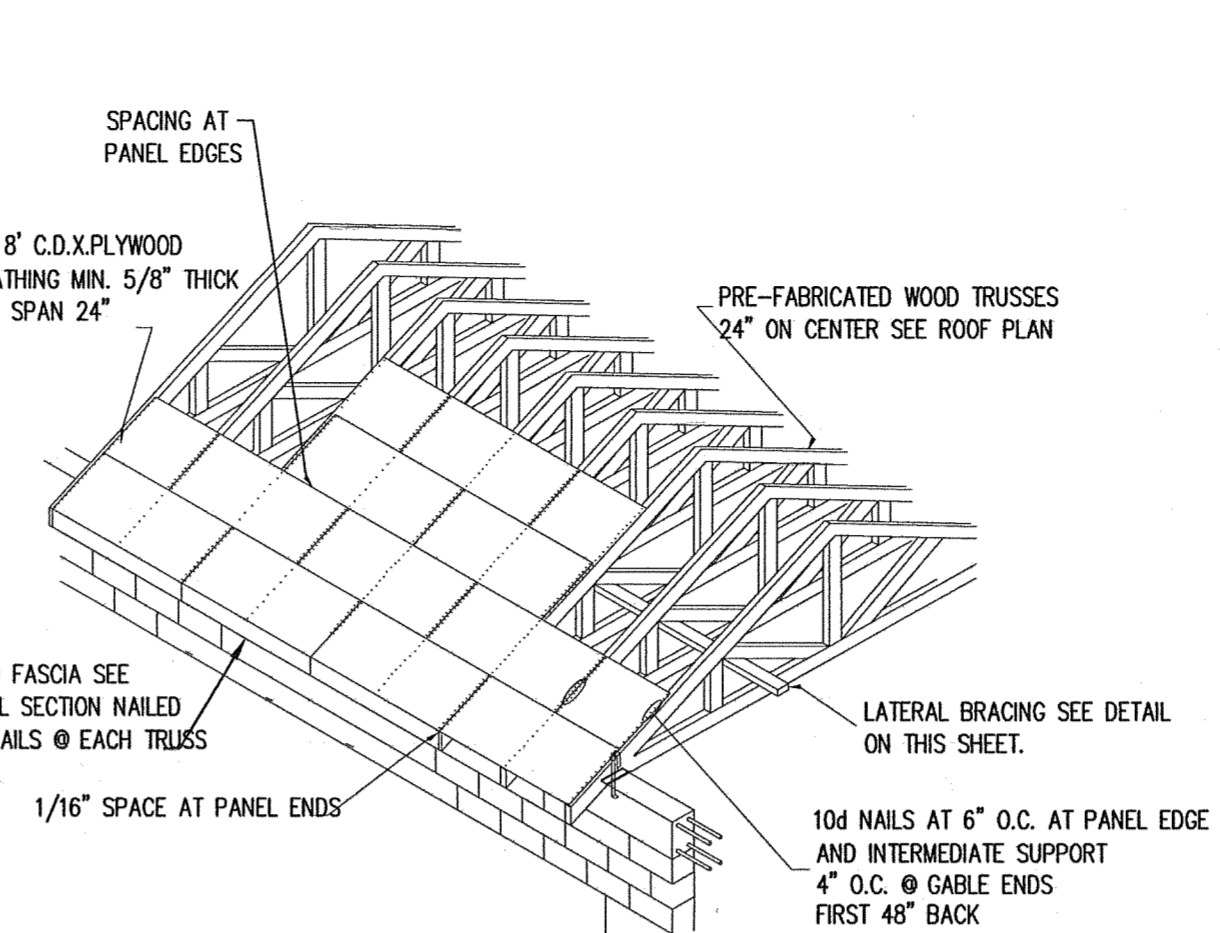 SPACING AT
PANEL EDGES
8' C.D.X.PLYWOOD
ATHING MIN. 5/8" THICK
SPAN 24"
PRE-FABRICATED WOOD TRUSSES
24" ON CENTER SEE ROOF PLAN
FASCIA SEE
L SECTION NAILED
AILS @ EACH TRUSS
LATERAL BRACING SEE DETAIL
ON THIS SHEET.
1/16" SPACE AT PANEL ENDS
10d NAILS AT 6" O.C. AT PANEL EDGE
AND INTERMEDIATE SUPPORT
4" O.C. @ GABLE ENDS
FIRST 48" BACK